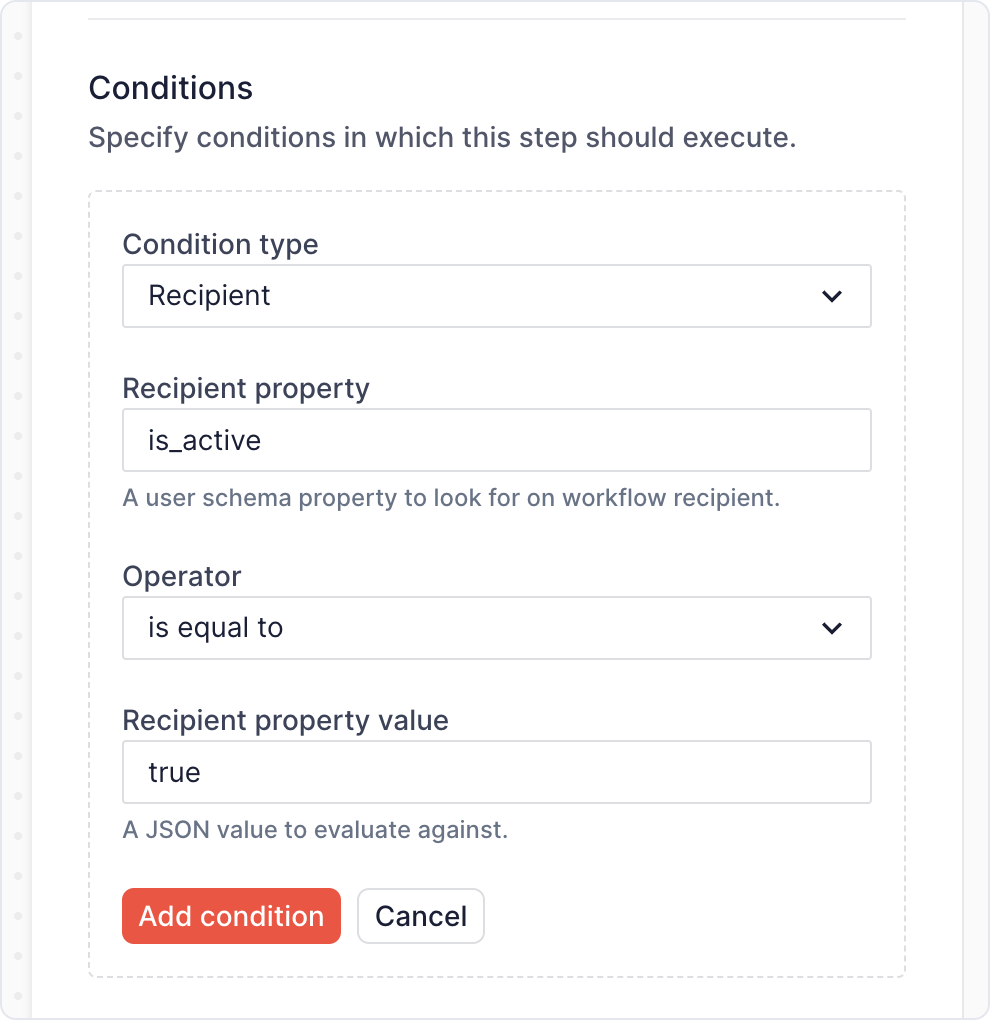 Conditions
Specify conditions in which this step should execute.
Condition type
Recipient
Recipient property
is_active
A user schema property to look for on workflow recipient.
Operator
is equal to
Recipient property value
true
A JSON value to evaluate against.
Add condition
Cancel